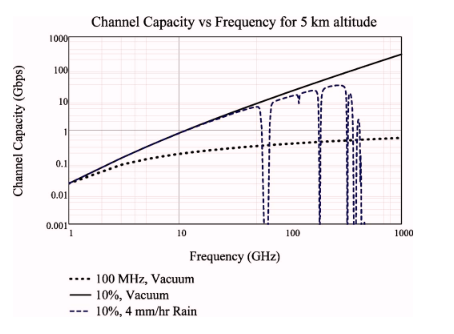 Channel Capacity vs Frequency for 5 km altitude
Channel Capacity (Gbps)
1000
100
10
1
0.1
0.01
0.001
1 10 100 1000
Frequency (GHz)
100 MHz, Vacuum
10%, Vacuum
10%, 4 mm/hr Rain